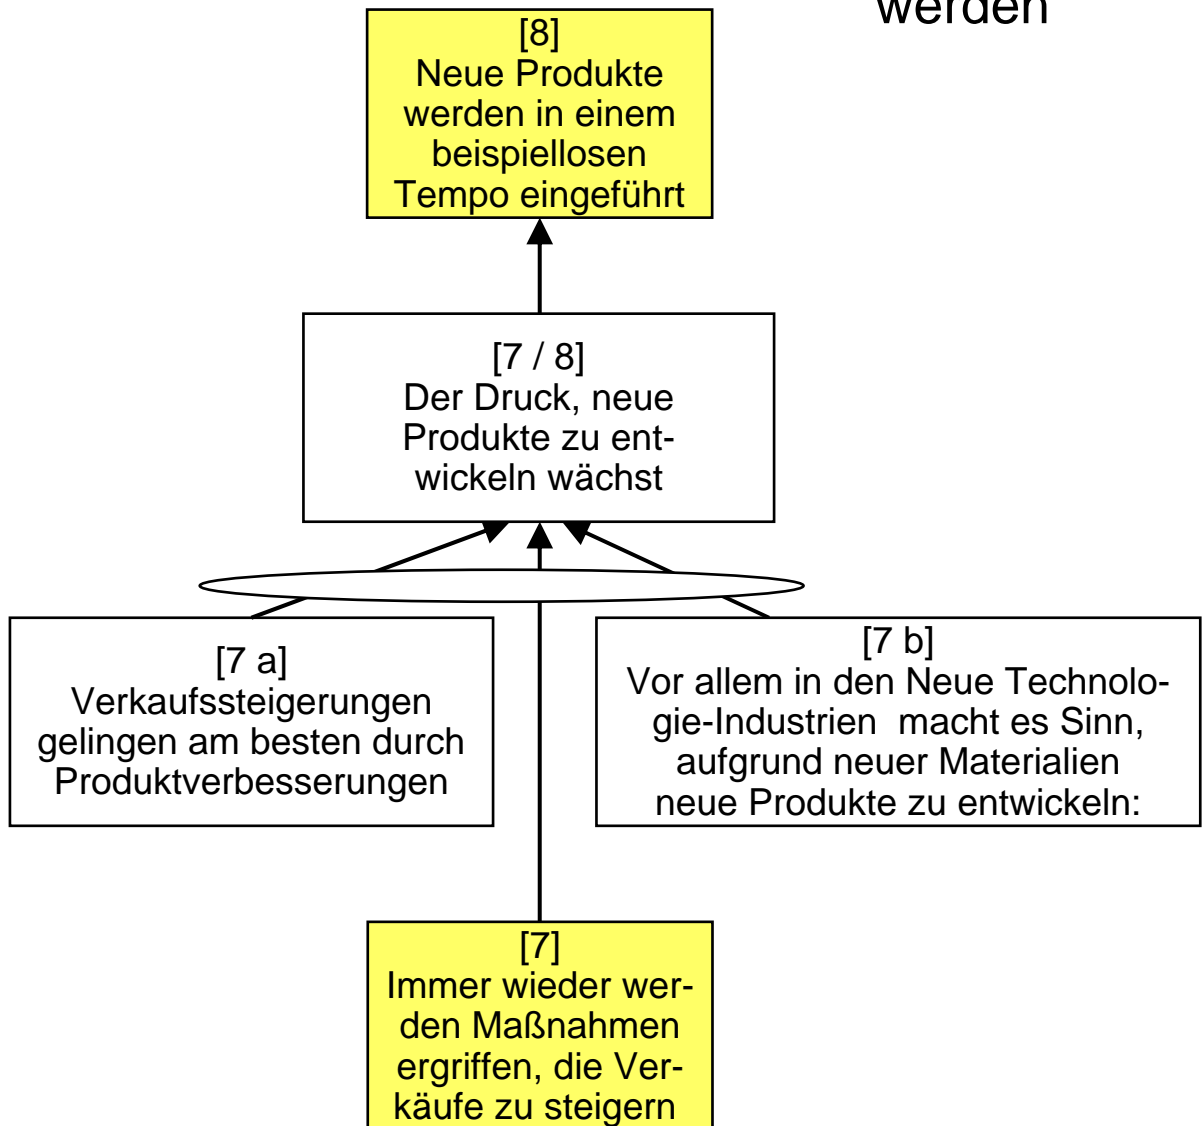 werden
[8]
Neue Produkte
werden in einem
beispiellosen
Tempo eingeführt
[7 / 8]
Der Druck, neue
Produkte zu ent-
wickeln wächst
[7 a]
Verkaufssteigerungen
gelingen am besten durch
Produktverbesserungen
[7 b]
Vor allem in den Neue Technolo-
gie-Industrien  macht es Sinn,
aufgrund neuer Materialien
neue Produkte zu entwickeln:
[7]
Immer wieder wer-
den Maßnahmen
ergriffen, die Ver-
käufe zu steigern